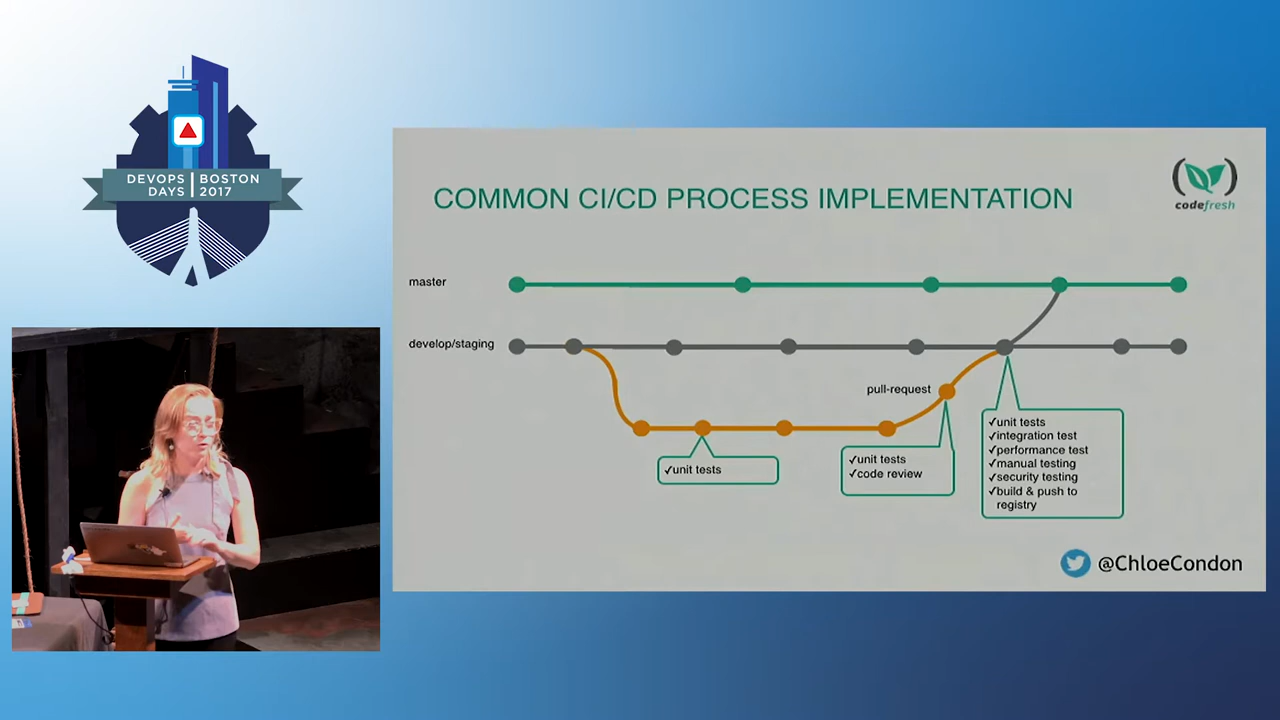 DEVOPS BOSTON
DAYS 2017
COMMON CI/CD PROCESS IMPLEMENTATION
codefresh
master
develop/staging
pull-request
✓unit tests
✓unit tests
✓code review
✓unit tests
✓integration test
✓performance test
✓manual testing
✓security testing
✓build & push to
registry
@ChloeCondon